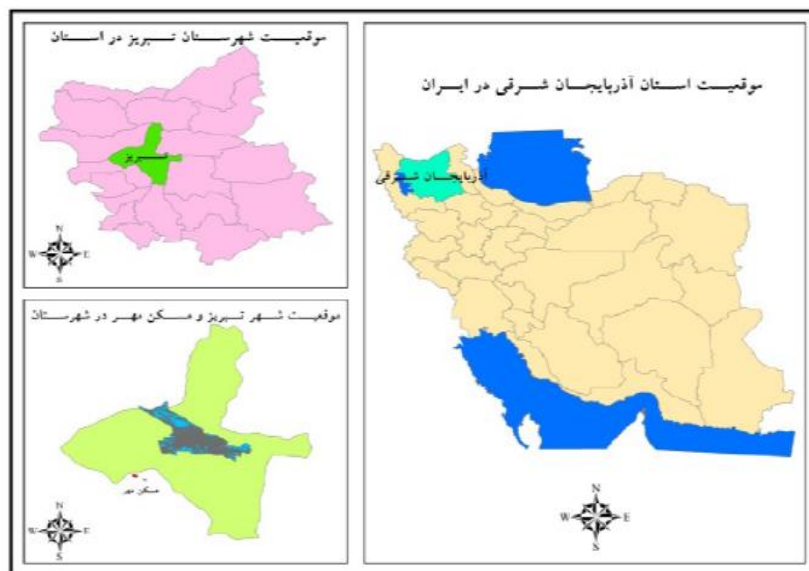 موقعیت شهرستان تبریز در استان
تبریز
N
W E
S
موقعیت استان آذربایجان شرقی در ایران
آذربایجان شرقی
N
W E
S
موقعیت شهر تبریز و مسکن مهر در شهرستان
مسکن مهر
N
W E
S